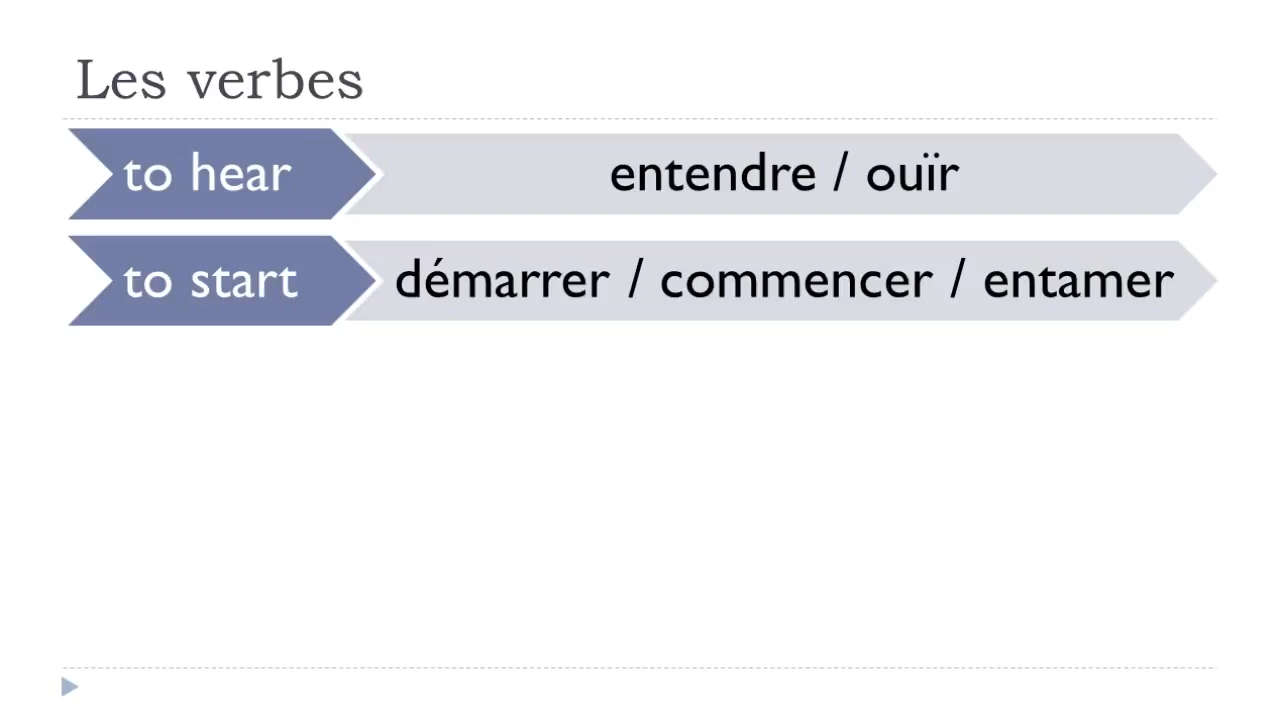 Les verbes
to hear entendre / ouïr
to start démarrer / commencer / entamer